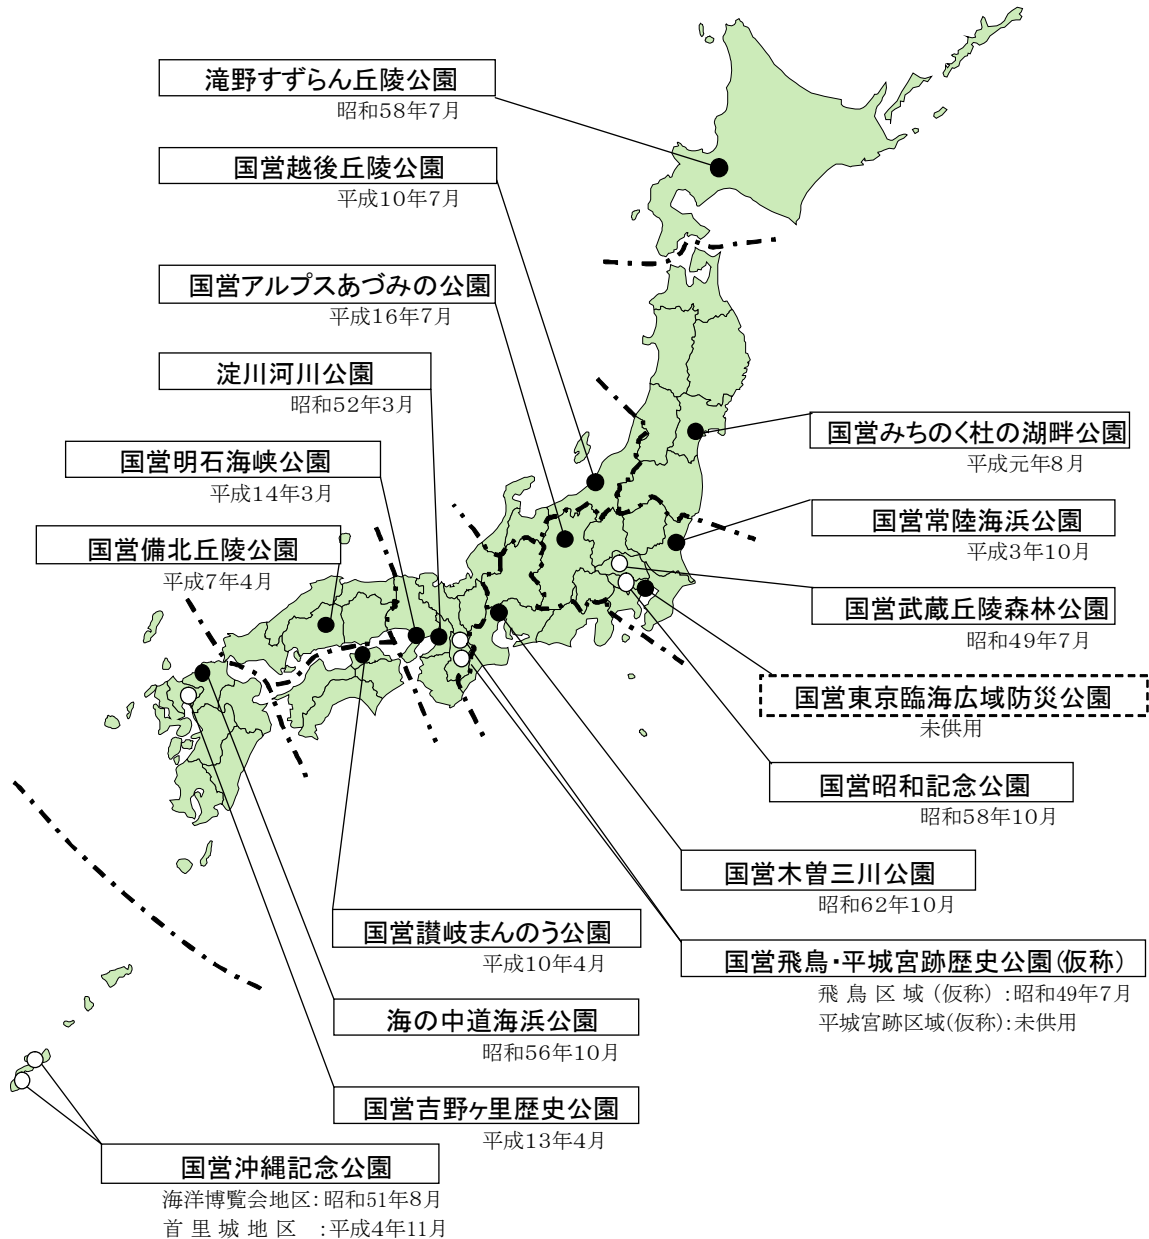 滝野すずらん丘陵公園
昭和58年7月
国営越後丘陵公園
平成10年7月
国営アルプスあづみの公園
平成16年7月
淀川河川公園
昭和52年3月
国営明石海峡公園
平成14年3月
国営備北丘陵公園
平成7年4月
国営みちのく杜の湖畔公園
平成元年8月
国営常陸海浜公園
平成3年10月
国営武蔵丘陵森林公園
昭和49年7月
国営東京臨海広域防災公園
未供用
国営昭和記念公園
昭和58年10月
国営木曽三川公園
昭和62年10月
国営讃岐まんのう公園
平成10年4月
国営飛鳥・平城宮跡歴史公園(仮称)
飛 鳥 区 域 (仮称) :昭和49年7月
平城宮跡区域(仮称):未供用
海の中道海浜公園
昭和56年10月
国営吉野ヶ里歴史公園
平成13年4月
国営沖縄記念公園
海洋博覧会地区:昭和51年8月
首 里 城 地 区 :平成4年11月